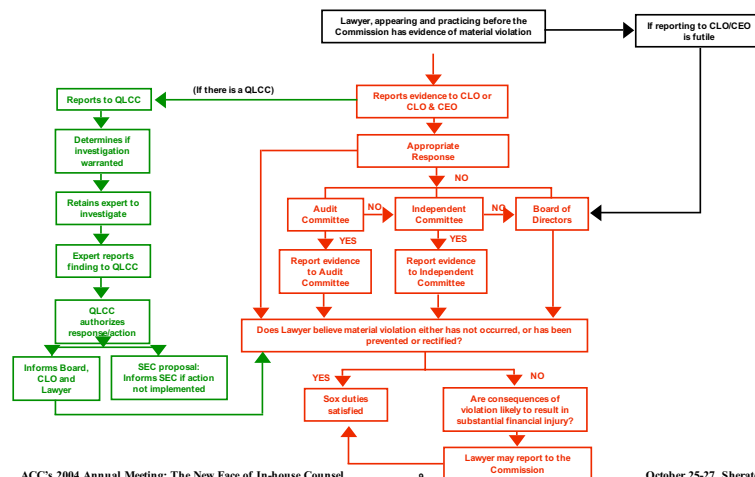 Lawyer, appearing and practicing before the
Commission has evidence of material violation
If reporting to CLO/CEO
is futile
(If there is a QLCC)
Reports to QLCC
Reports evidence to CLO or
CLO & CEO
Determines if
investigation
warranted
Appropriate
Response
NO
Retains expert to
investigate
Audit
Committee
NO
Independent
Committee
NO
Board of
Directors
YES
YES
Expert reports
finding to QLCC
Report evidence
to Audit
Committee
Report evidence
to Independent
Committee
QLCC
authorizes
response/action
Does Lawyer believe material violation either has not occurred, or has been
prevented or rectified?
Informs Board,
CLO and
Lawyer
SEC proposal:
Informs SEC if action
not implemented
YES
NO
Sox duties
satisfied
Are consequences of
violation likely to result in
substantial financial injury?
Lawyer may report to the
Commission
ACC's 2004 Annual Meeting: The New Face of In-house Counsel
October 25-27,